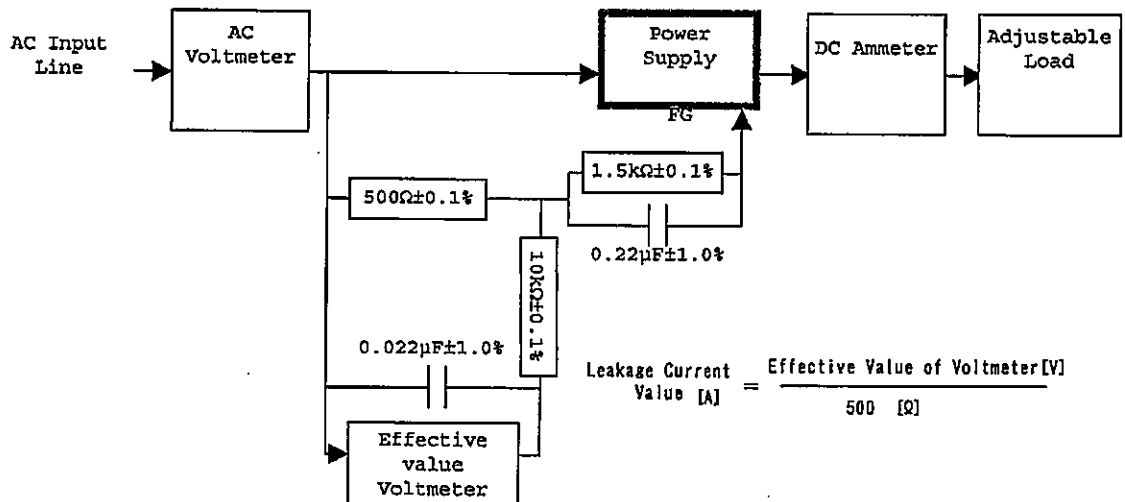 AC Input
Line
AC
Voltmeter
Power
Supply
FG
DC Ammeter
Adjustable
Load
1.5kΩ±0.1%
500Ω±0.1%
0.22µF±1.0%
10kΩ±0.1%
0.022µF±1.0%
Leakage Current
Value [A]
=
Effective Value of Voltmeter[V]
500 [Ω]
Effective
value
Voltmeter